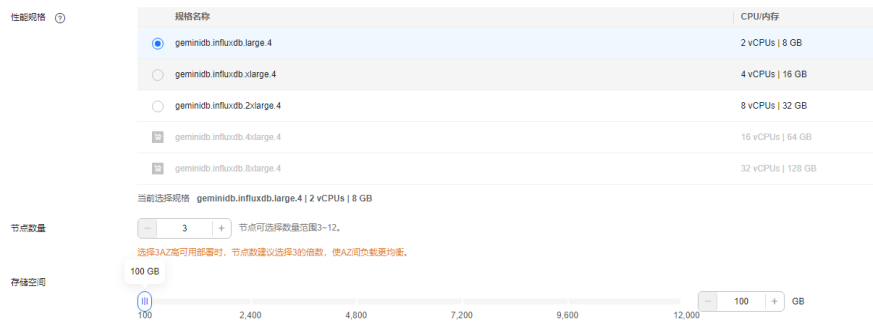 性能规格 ?
规格名称 CPU/内存
geminidb.influxdb.large.4 2 vCPUs | 8 GB
geminidb.influxdb.xlarge.4 4 vCPUs | 16 GB
geminidb.influxdb.2xlarge.4 8 vCPUs | 32 GB
geminidb.influxdb.4xlarge.4 16 vCPUs | 64 GB
geminidb.influxdb.8xlarge.4 32 vCPUs | 128 GB
当前选择规格 geminidb.influxdb.large.4 | 2 vCPUs | 8 GB
节点数量 − 3 + 节点可选择数量范围3~12。
选择3AZ高可用部署时，节点数建议选择3的倍数，使AZ间负载更均衡。
100 GB
存储空间
− 100 + GB
100 2,400 4,800 7,200 9,600 12,000